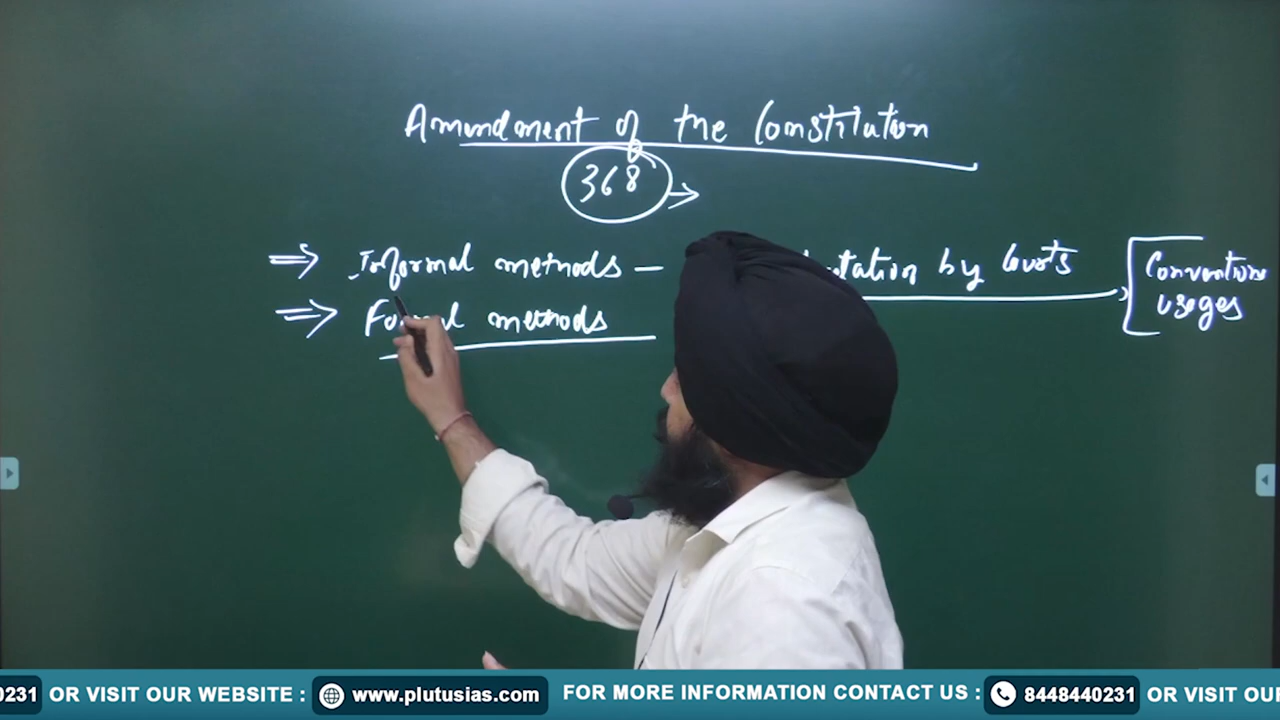 Amendment of the Constitution
368
⇒ Informal methods — tation by Courts
Conventions
usages
⇒ Formal methods
0231 OR VISIT OUR WEBSITE : www.plutusias.com FOR MORE INFORMATION CONTACT US : 8448440231 OR VISIT OUR